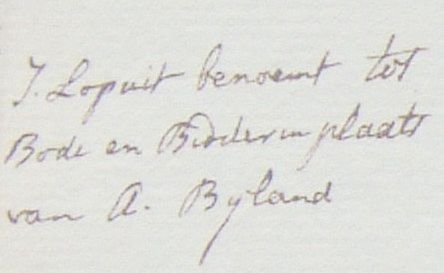 J. Lopuit benoemt tot
Bode en Bidder in plaats
van A. Byland